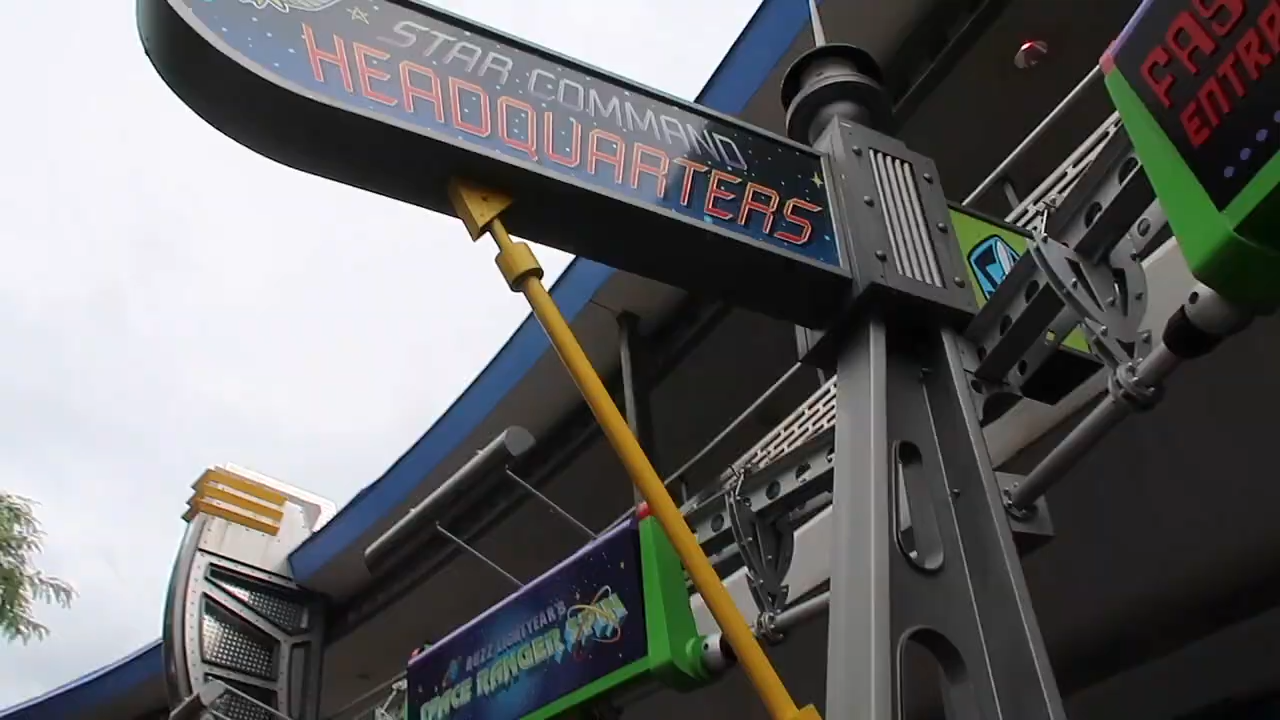 STAR COMMAND
HEADQUARTERS
BUZZ LIGHTYEAR'S
SPACE RANGER SPIN